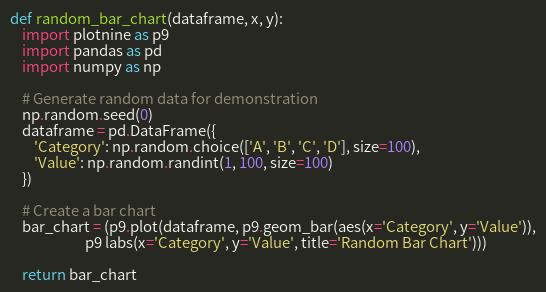 def random_bar_chart(dataframe, x, y):
    import plotnine as p9
    import pandas as pd
    import numpy as np

    # Generate random data for demonstration
    np.random.seed(0)
    dataframe = pd.DataFrame({
        'Category': np.random.choice(['A', 'B', 'C', 'D'], size=100),
        'Value': np.random.randint(1, 100, size=100)
    })

    # Create a bar chart
    bar_chart = (p9.plot(dataframe, p9.geom_bar(aes(x='Category', y='Value')),
                 p9 labs(x='Category', y='Value', title='Random Bar Chart')))

    return bar_chart